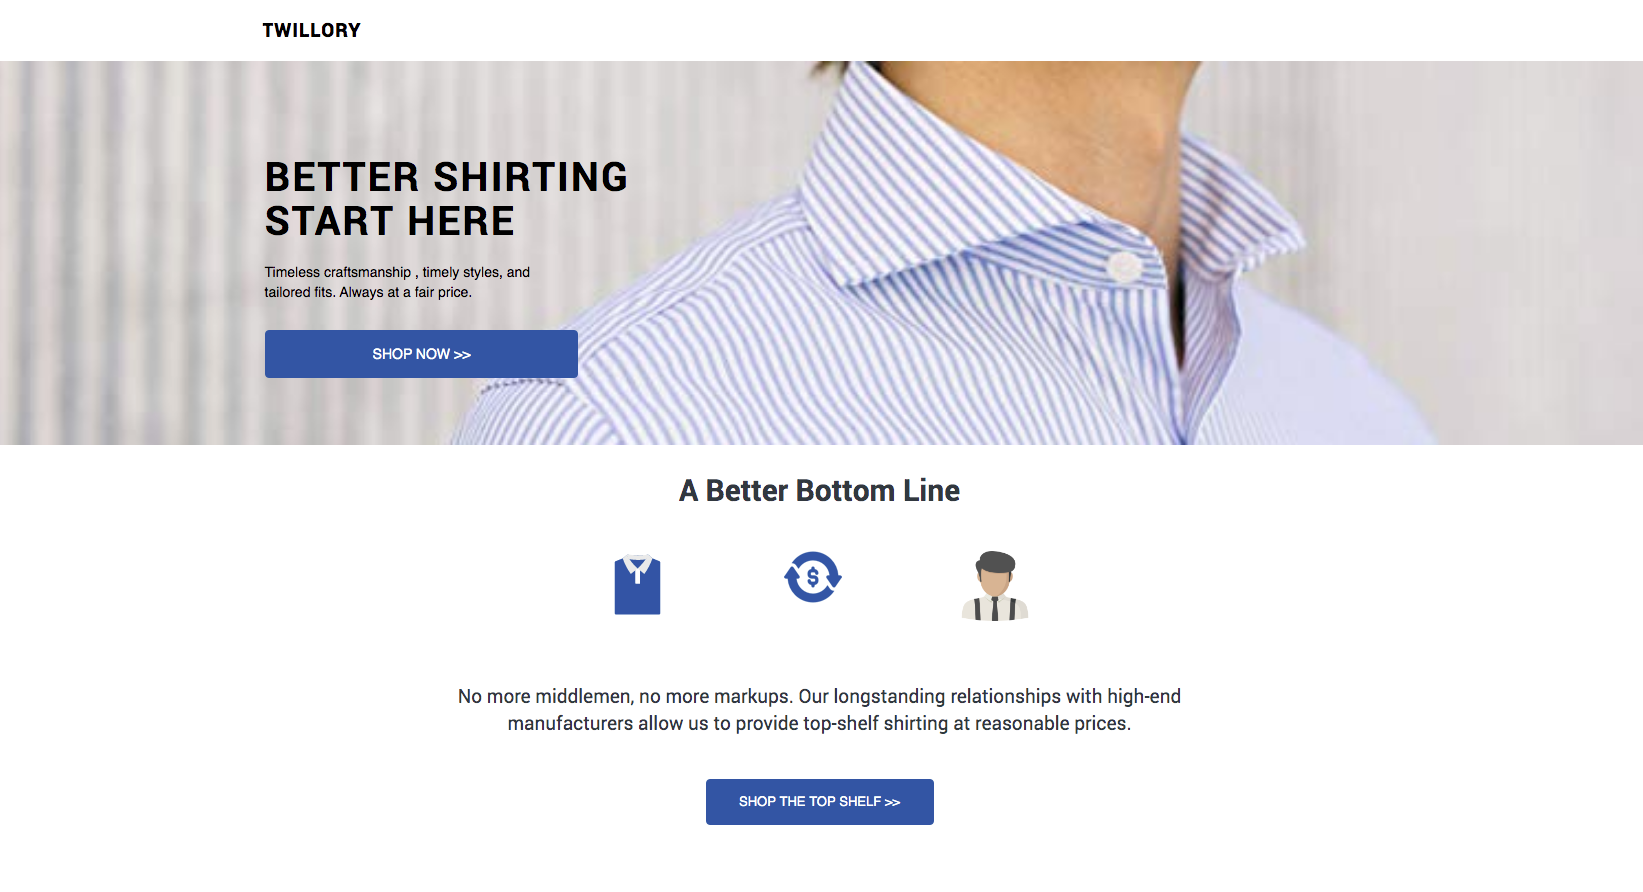 TWILLORY
BETTER SHIRTING
START HERE
Timeless craftsmanship , timely styles, and
tailored fits. Always at a fair price.
SHOP NOW >>
A Better Bottom Line
$
No more middlemen, no more markups. Our longstanding relationships with high-end
manufacturers allow us to provide top-shelf shirting at reasonable prices.
SHOP THE TOP SHELF >>